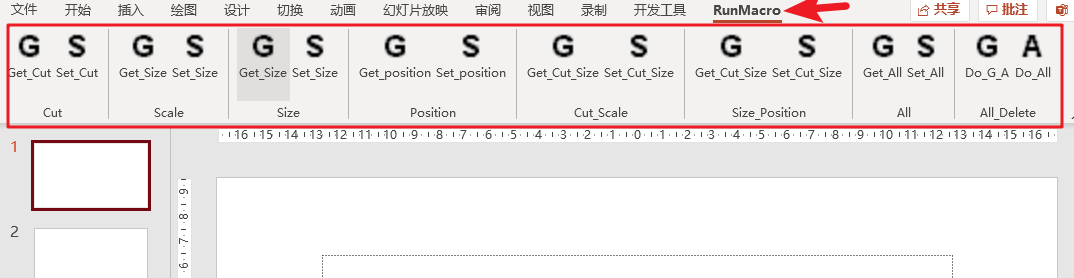 文件 开始 插入 绘图 设计 切换 动画 幻灯片放映 审阅 视图 录制 开发工具 RunMacro 共享 批注
G S G S G S G S G S G S G S G A
Get_Cut Set_Cut Get_Size Set_Size Get_Size Set_Size Get_position Set_position Get_Cut_Size Set_Cut_Size Get_Cut_Size Set_Cut_Size Get_All Set_All Do_G_A Do_All
Cut Scale Size Position Cut_Scale Size_Position All All_Delete
16 15 14 13 12 11 10 9 8 7 6 5 4 3 2 1 0 1 2 3 4 5 6 7 8 9 10 11 12 13 14 15 16
1
2
9
8
7
6